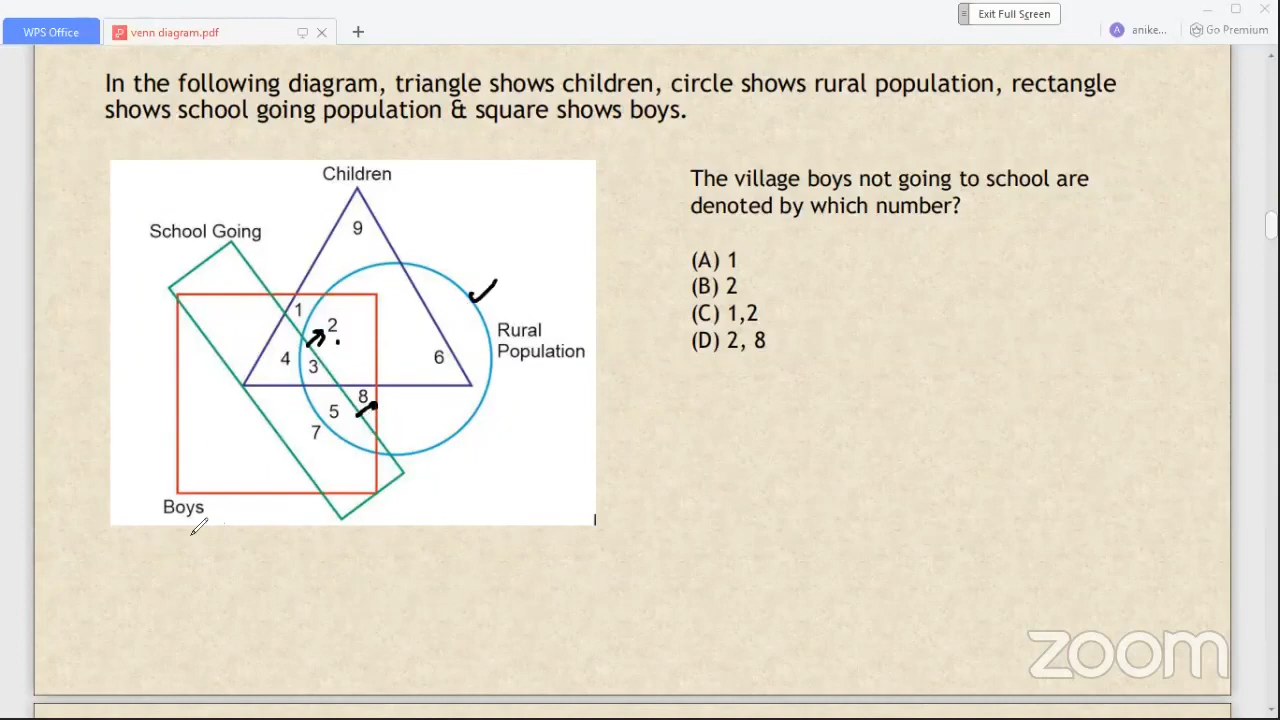 Exit Full Screen
WPS Office
venn diagram.pdf
anike...
Go Premium
In the following diagram, triangle shows children, circle shows rural population, rectangle
shows school going population & square shows boys.
Children
School Going
9
1
2
Rural
Population
4
3
6
8
5
7
Boys
The village boys not going to school are
denoted by which number?
(A) 1
(B) 2
(C) 1,2
(D) 2, 8
A
zoom